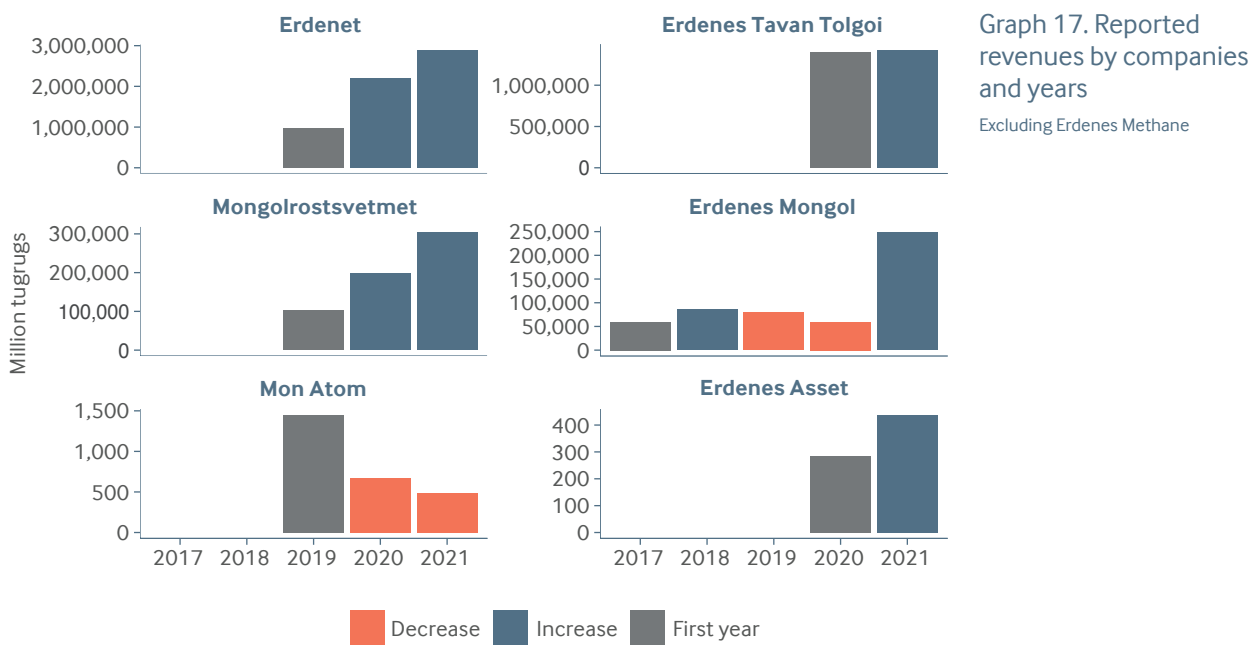 Graph 17. Reported
revenues by companies
and years
Excluding Erdenes Methane
Million tugrugs
Erdenet
3,000,000
2,000,000
1,000,000
0
Erdenes Tavan Tolgoi
1,000,000
500,000
0
Mongolrostsvetmet
300,000
200,000
100,000
0
Erdenes Mongol
250,000
200,000
150,000
100,000
50,000
0
Mon Atom
1,500
1,000
500
0
2017 2018 2019 2020 2021
Erdenes Asset
400
300
200
100
0
2017 2018 2019 2020 2021
Decrease Increase First year